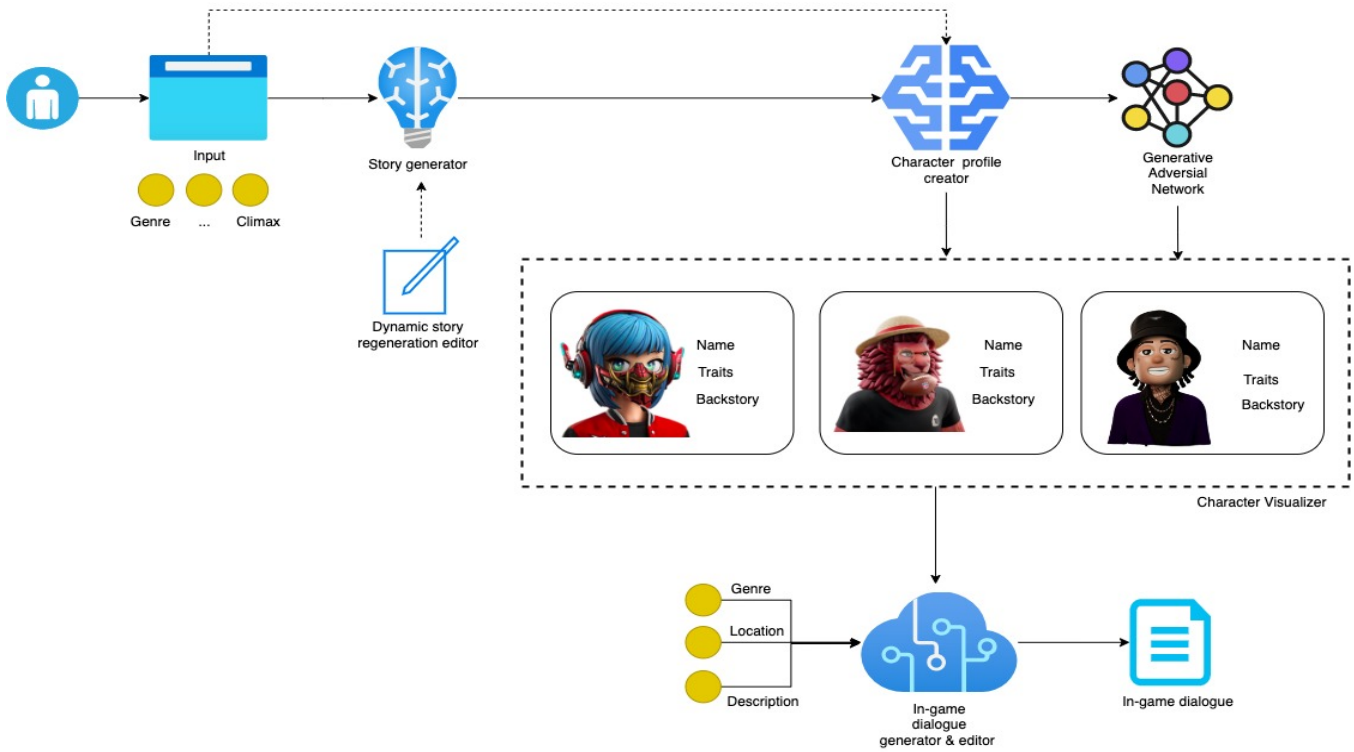 Input
Genre
...
Climax
Story generator
Dynamic story
regeneration editor
Character profile
creator
Generative
Adversial
Network
Name
Traits
Backstory
Name
Traits
Backstory
Name
Traits
Backstory
Character Visualizer
Genre
Location
Description
In-game
dialogue
generator & editor
In-game dialogue